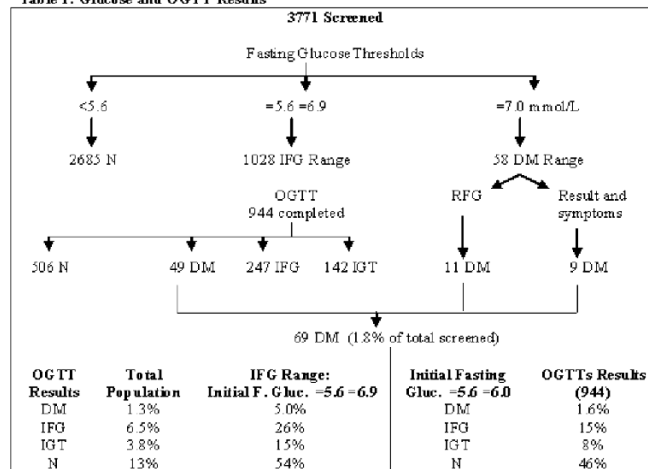 Table 1. Glucose and OGTT Results
3771 Screened
Fasting Glucose Thresholds
<5.6 =5.6 =6.9 =7.0 mmol/L
2685 N 1028 IFG Range 58 DM Range
OGTT RFG Result and
944 completed symptoms
506 N 49 DM 247 IFG 142 IGT 11 DM 9 DM
69 DM (1.8% of total screened)
OGTT Total IFG Range: Initial Fasting OGTTs Results
Results Population Initial F. Gluc. =5.6 =6.9 Gluc. =5.6 =6.0 (944)
DM 1.3% 5.0% DM 1.6%
IFG 6.5% 26% IFG 15%
IGT 3.8% 15% IGT 8%
N 13% 54% N 46%